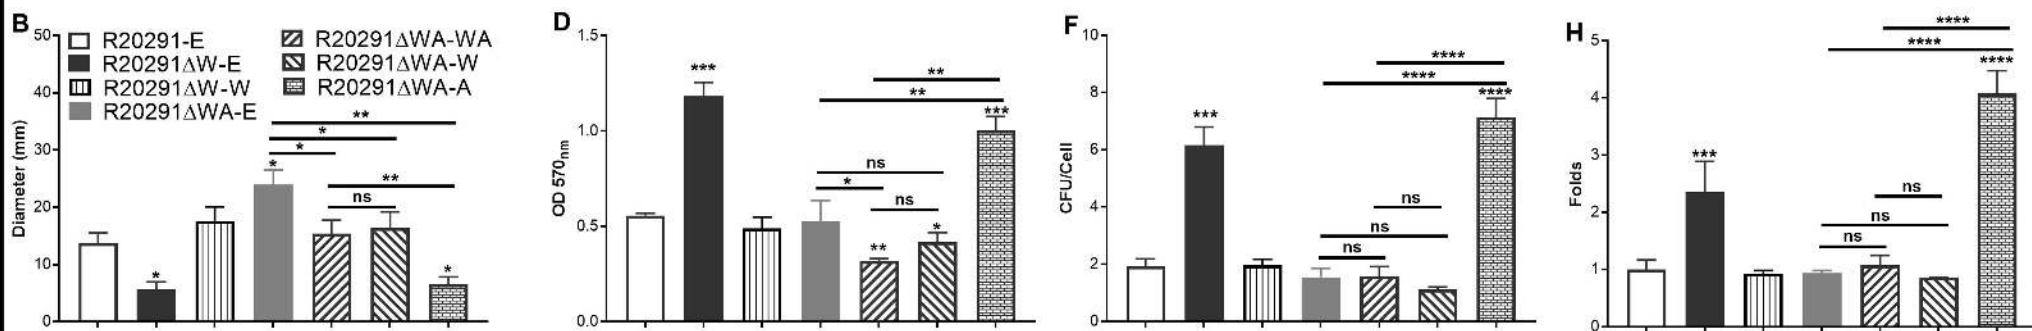 B
50
40
30
20
10
0
Diameter (mm)
R20291-E
R20291ΔW-E
R20291ΔW-W
R20291ΔWA-E
R20291ΔWA-WA
R20291ΔWA-W
R20291ΔWA-A
**
*
*
**
ns
*
*
*
D
1.5
1.0
0.5
0.0
OD 570nm
**
**
***
***
ns
*
ns
**
*
F
10
8
6
4
2
0
CFU/Cell
****
****
****
***
ns
ns
ns
H
5
4
3
2
1
0
Folds
****
****
****
***
ns
ns
ns